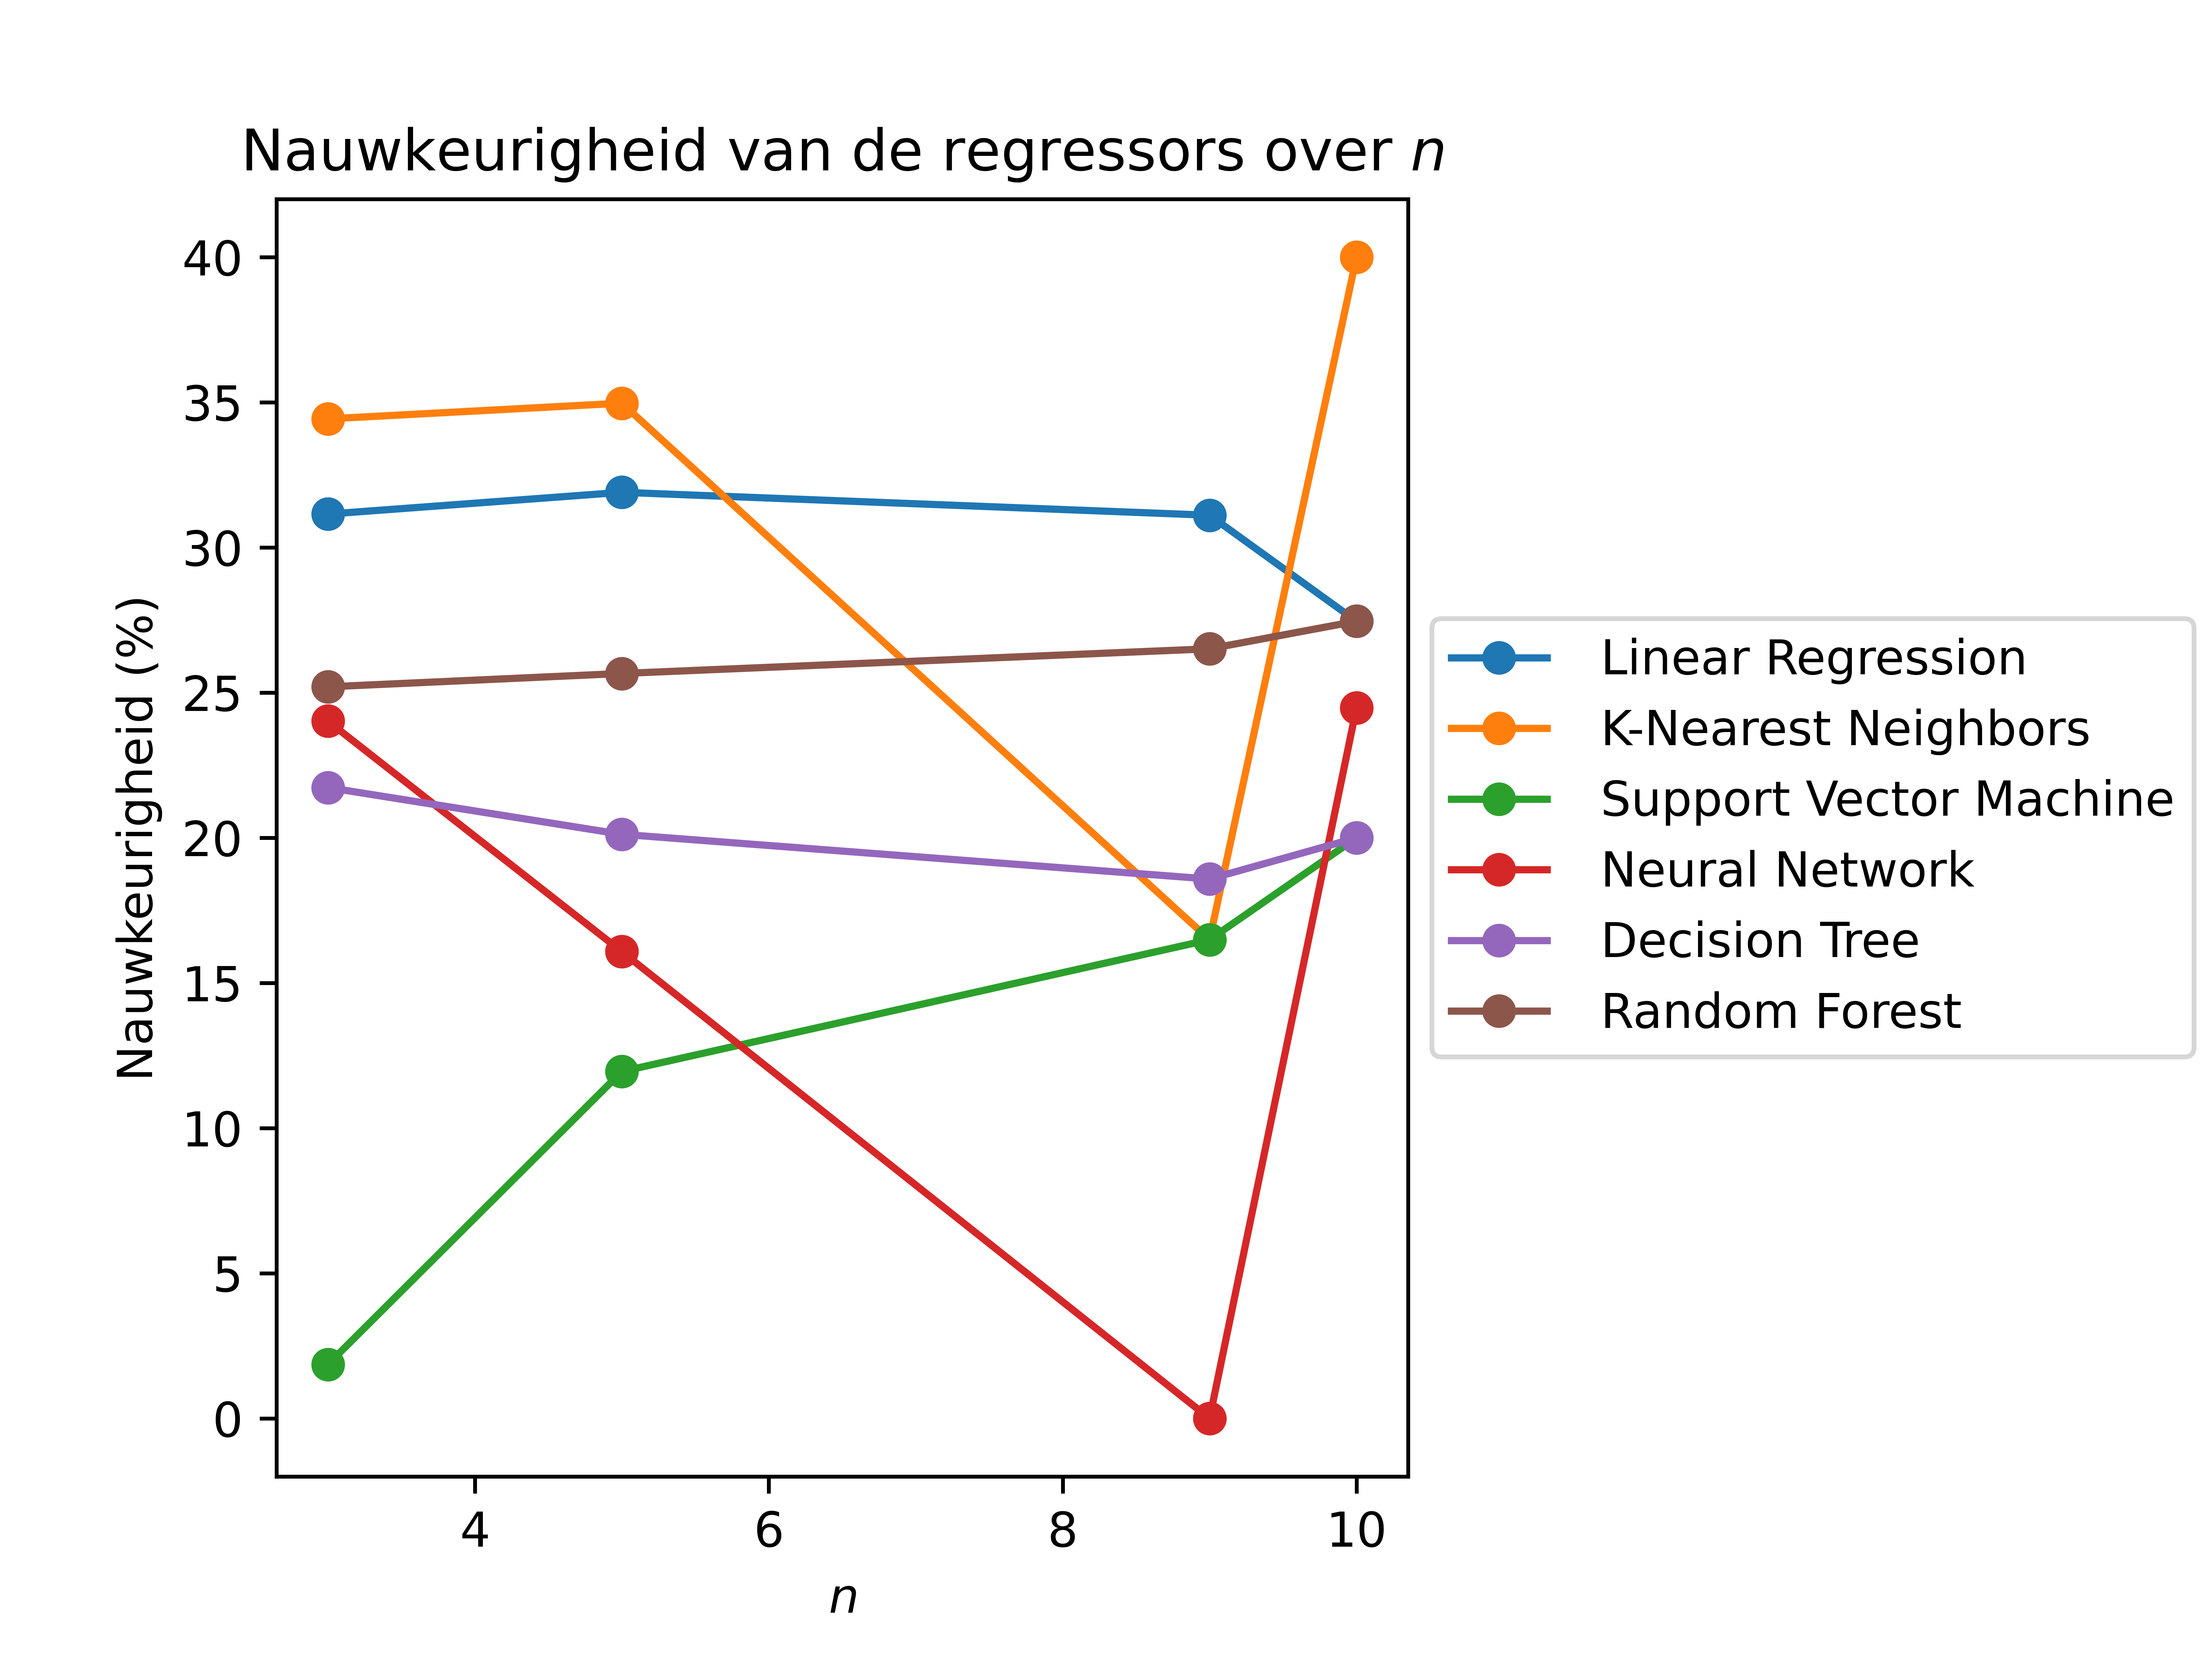 Nauwkeurigheid van de regressors over n
40
35
30
25
20
15
10
5
0
Nauwkeurigheid (%)
4 6 8 10
n
Linear Regression
K-Nearest Neighbors
Support Vector Machine
Neural Network
Decision Tree
Random Forest